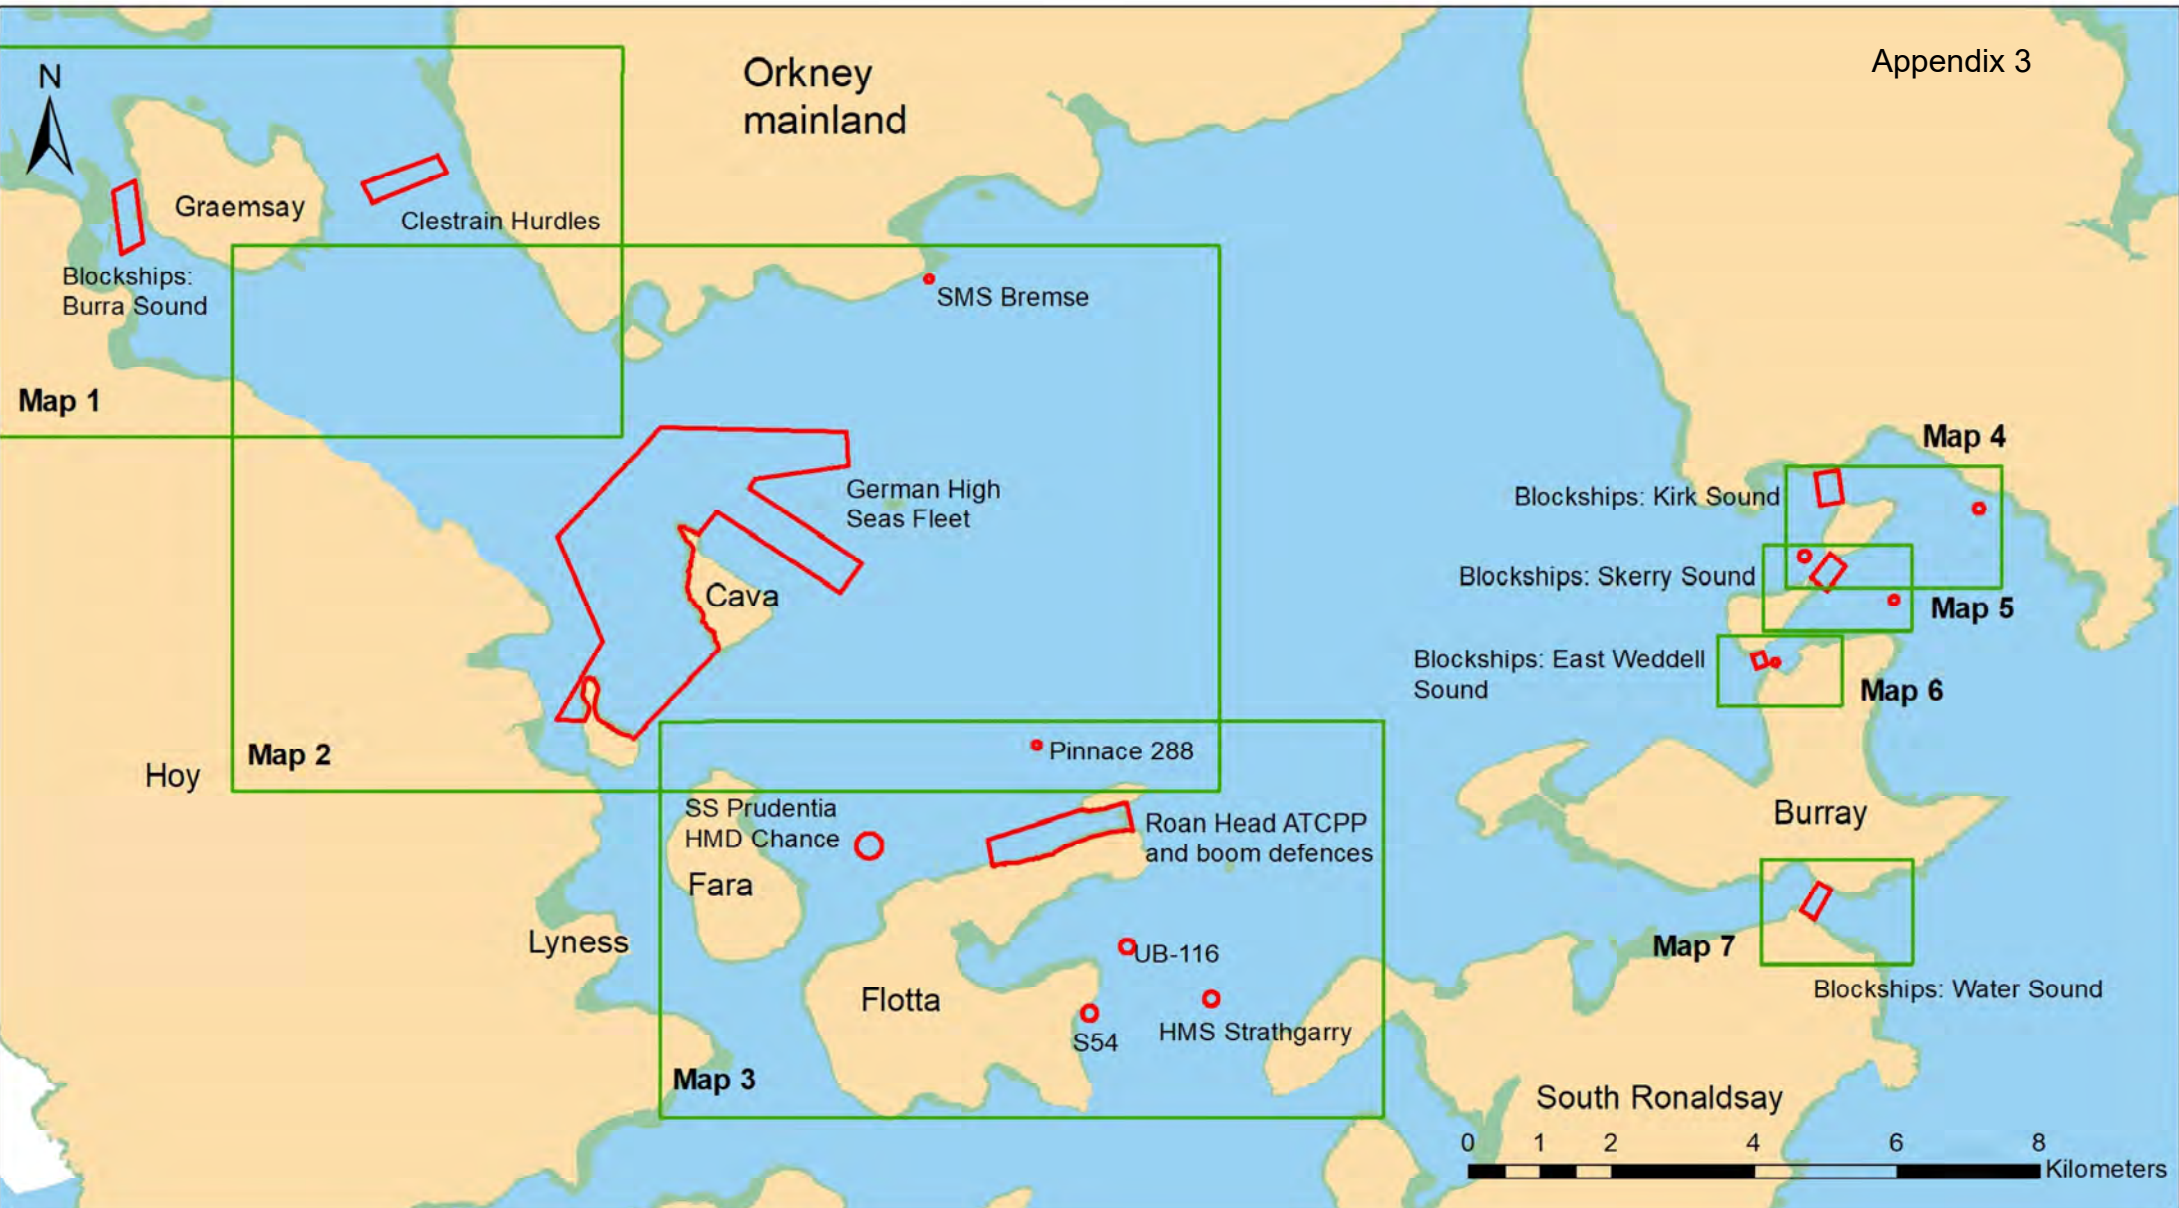 Appendix 3
N
Orkney
mainland
Graemsay
Clestrain Hurdles
Blockships:
Burra Sound
SMS Bremse
Map 1
Map 4
German High
Seas Fleet
Blockships: Kirk Sound
Blockships: Skerry Sound
Cava
Map 5
Blockships: East Weddell
Sound
Map 6
Map 2
Pinnace 288
Hoy
SS Prudentia
HMD Chance
Roan Head ATCPP
and boom defences
Burray
Fara
Lyness
UB-116
Map 7
Flotta
Blockships: Water Sound
HMS Strathgarry
S54
Map 3
South Ronaldsay
0 1 2 4 6 8
Kilometers